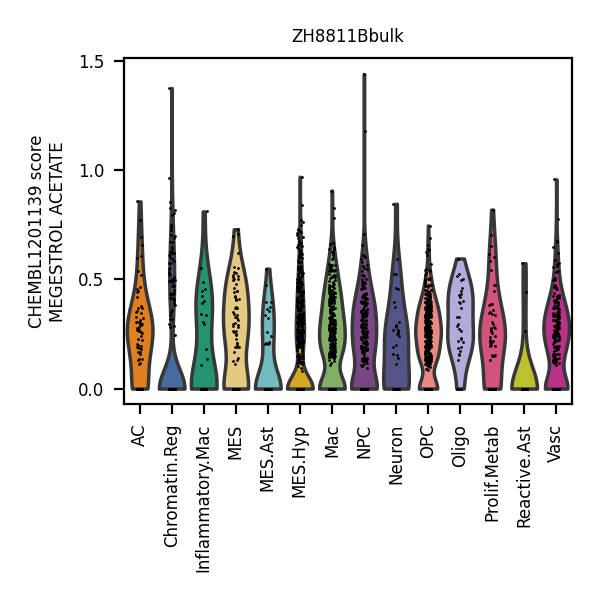 ZH8811Bbulk
CHEMBL1201139 score
MEGESTROL ACETATE
1.5
1.0
0.5
0.0
AC
Chromatin.Reg
Inflammatory.Mac
MES
MES.Ast
MES.Hyp
Mac
NPC
Neuron
OPC
Oligo
Prolif.Metab
Reactive.Ast
Vasc